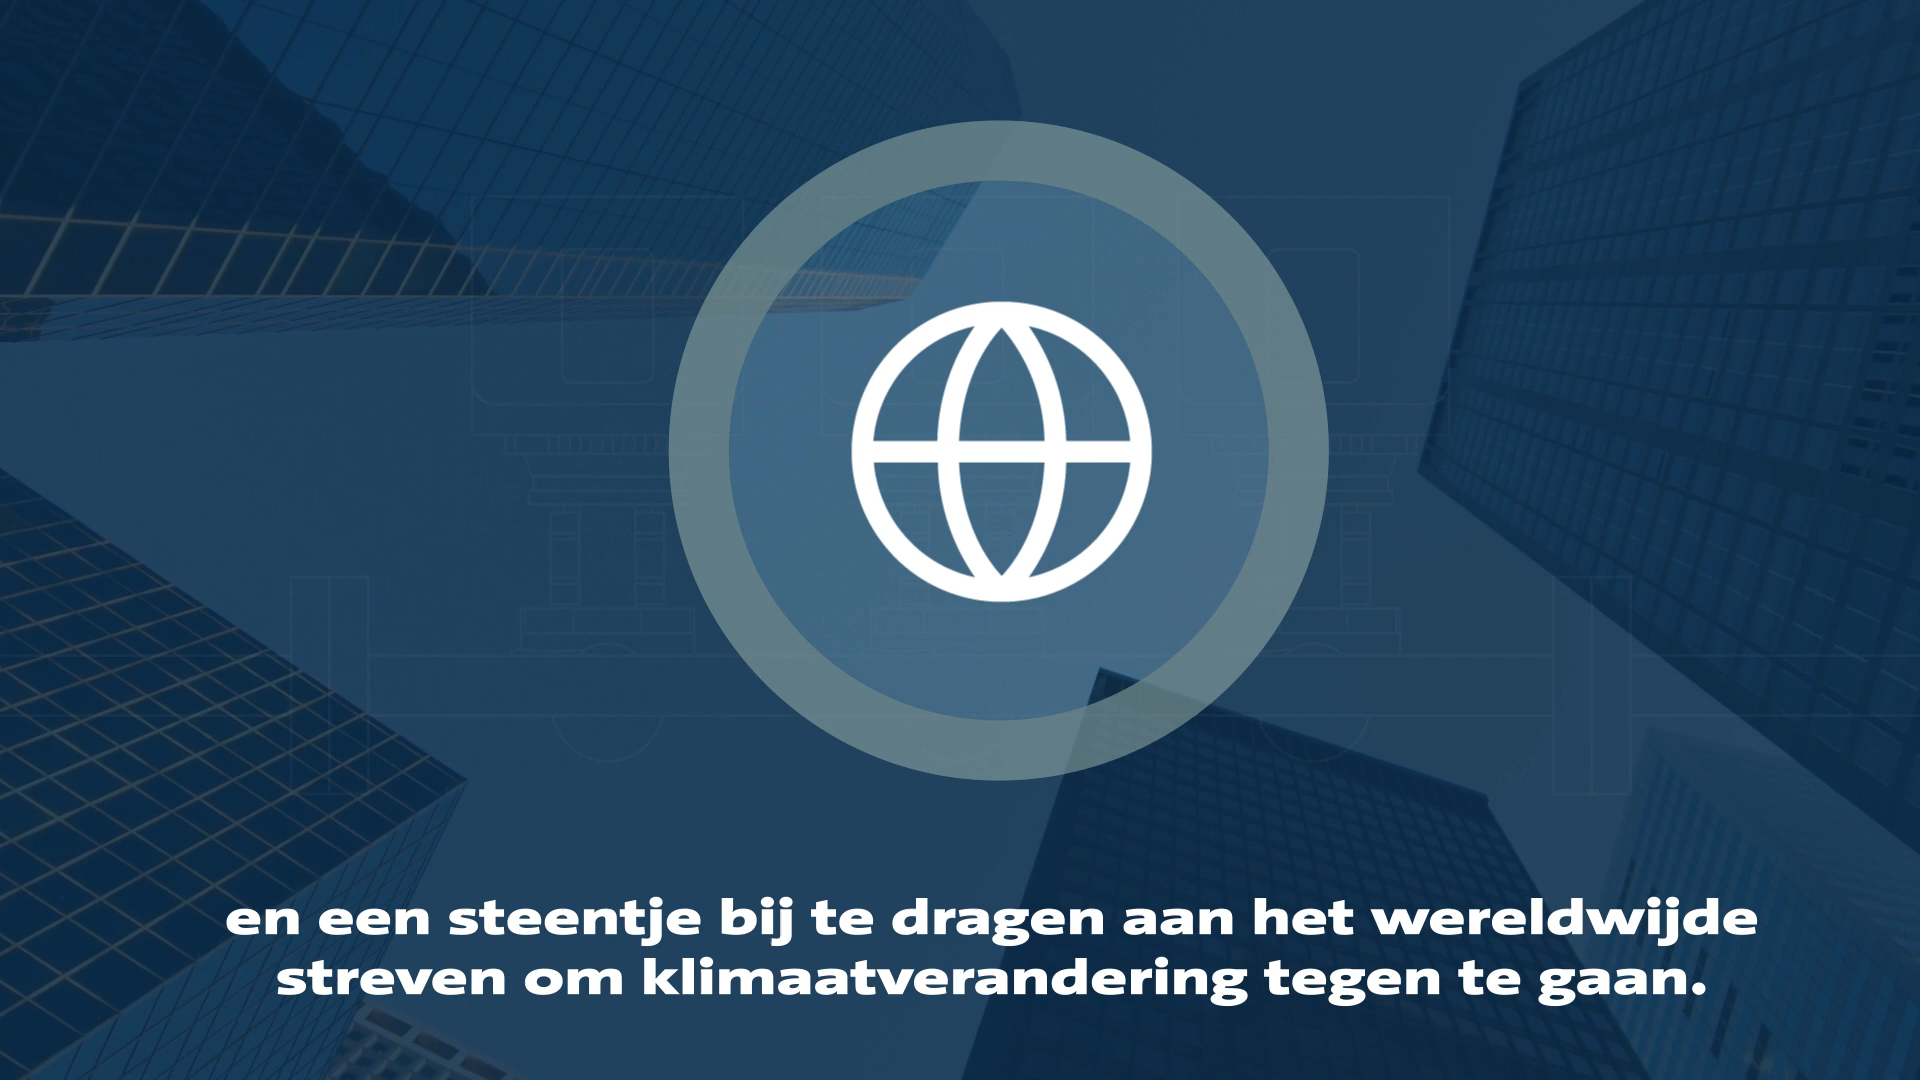 en een steentje bij te dragen aan het wereldwijde
streven om klimaatverandering tegen te gaan.